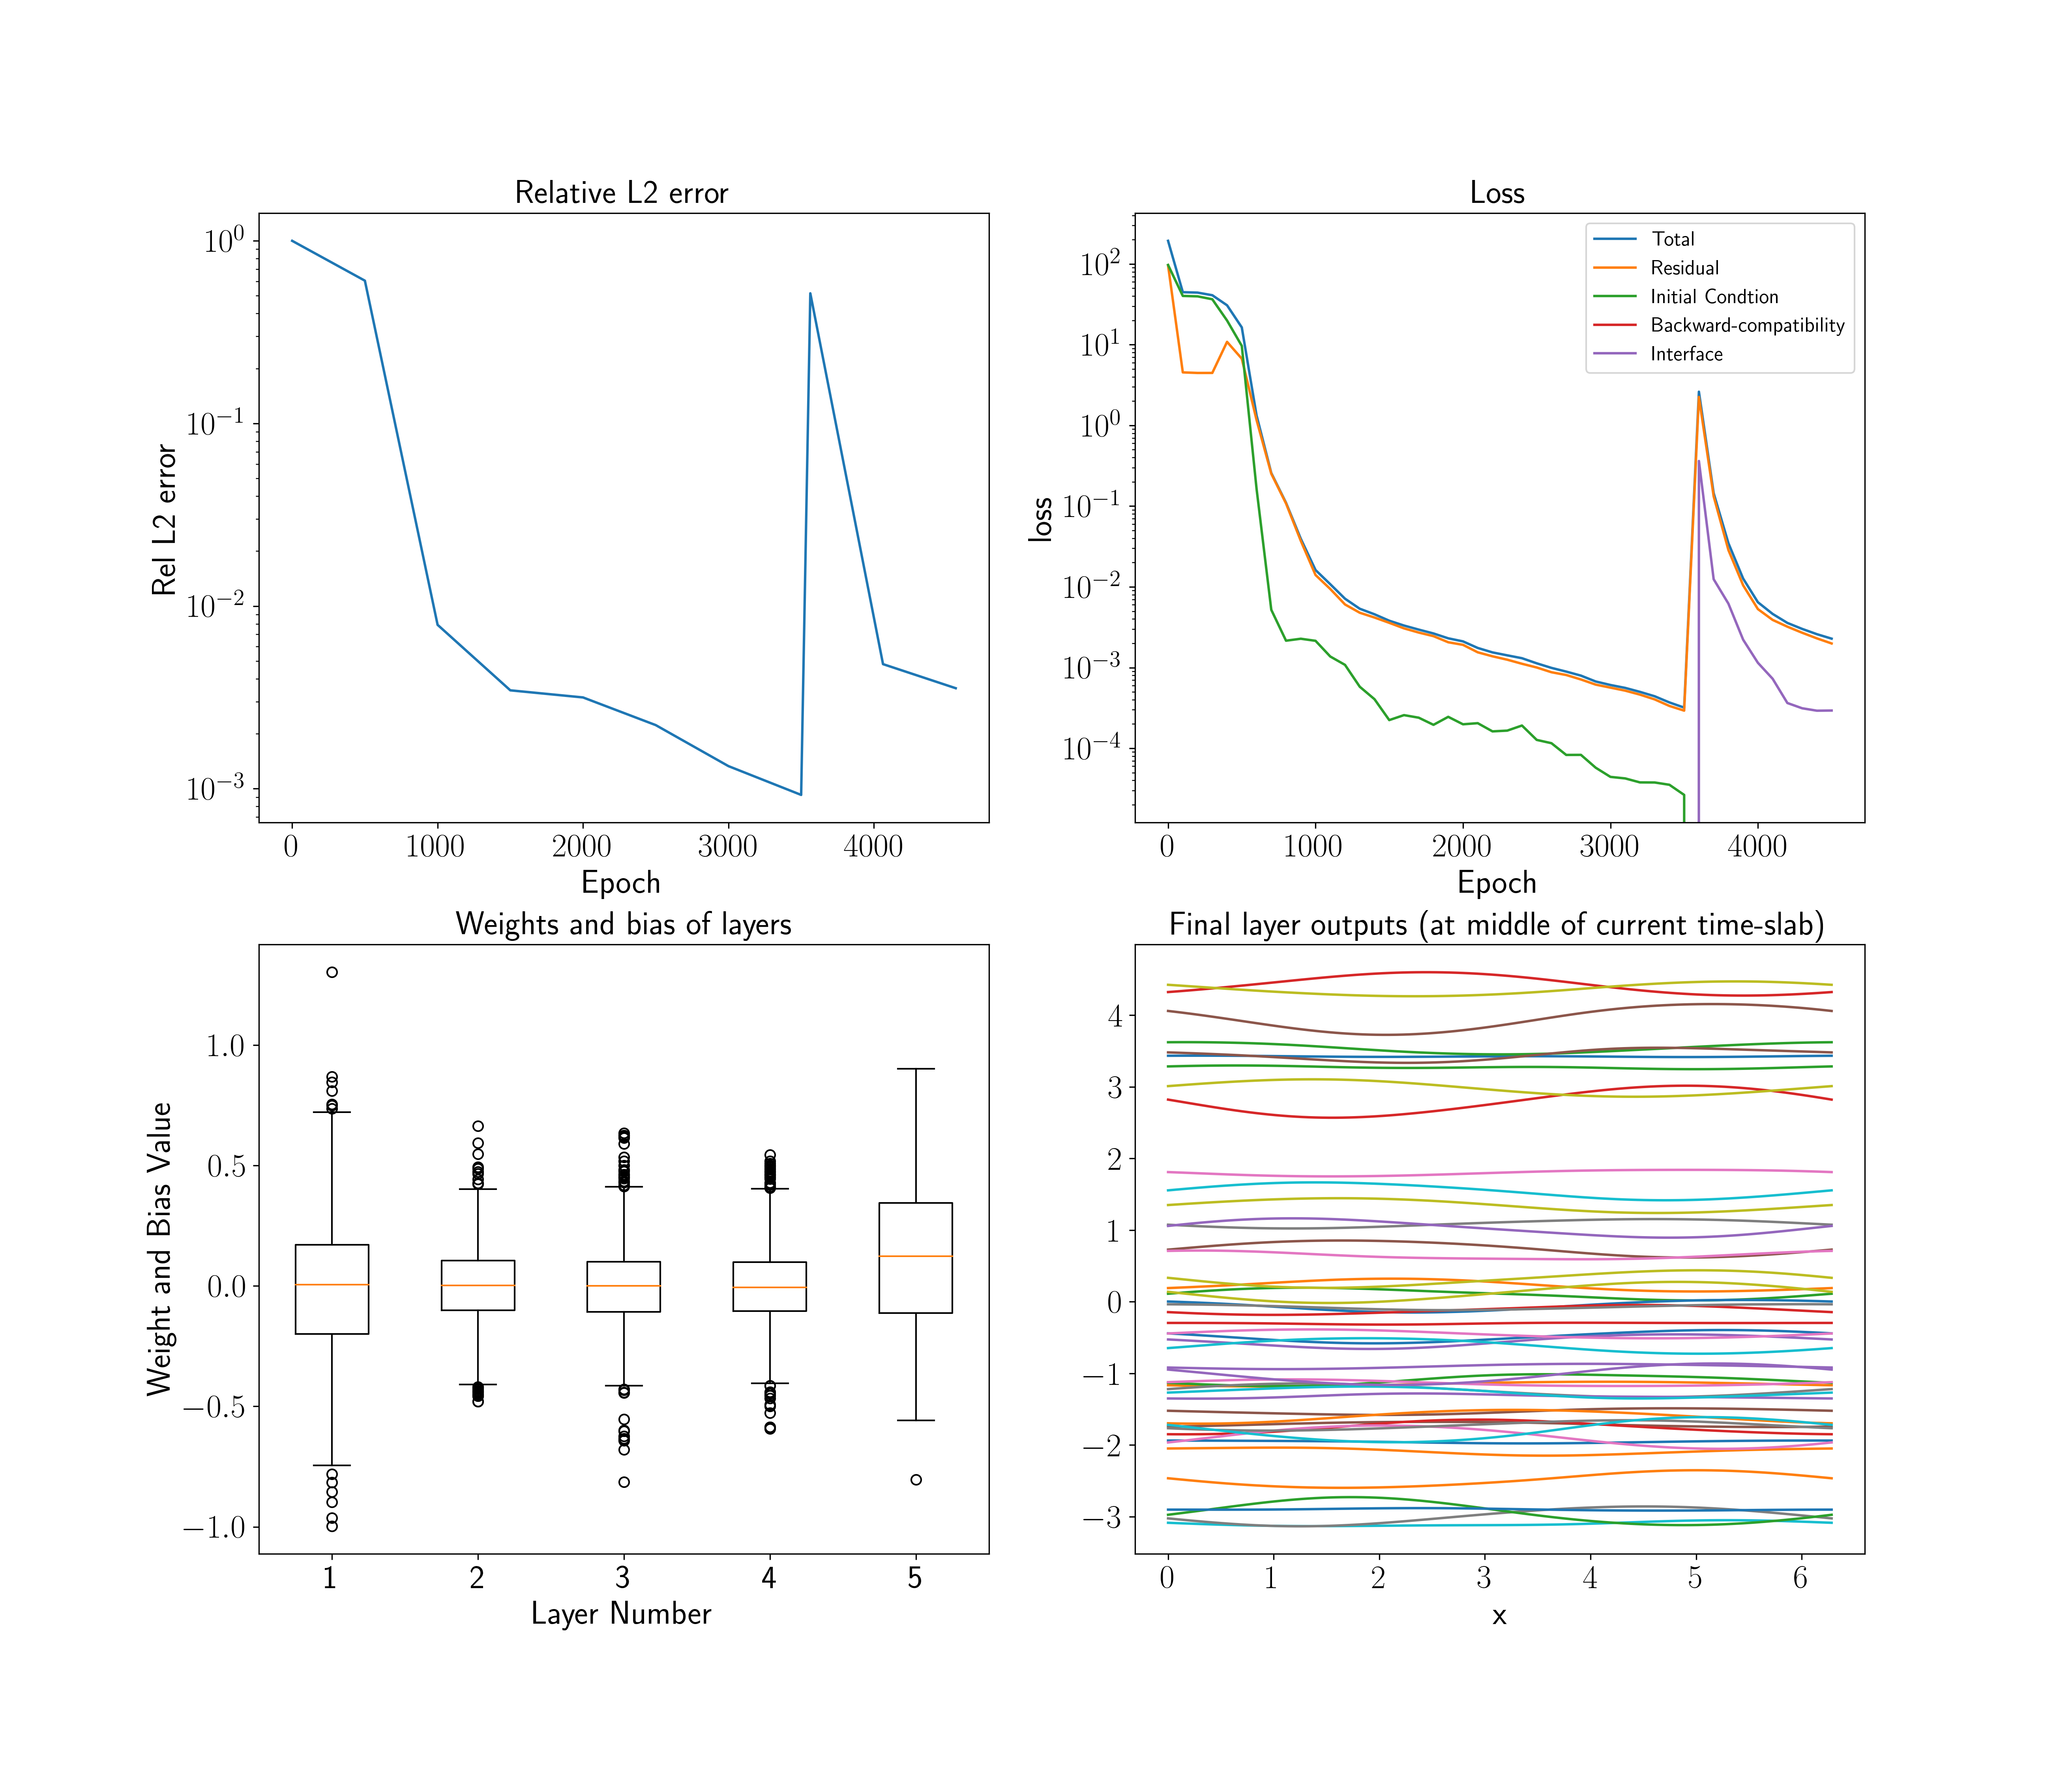 Relative L2 error
10^0
10^−1
10^−2
10^−3
Rel L2 error
0 1000 2000 3000 4000
Epoch
Loss
10^2
10^1
10^0
10^−1
10^−2
10^−3
10^−4
loss
Total
Residual
Initial Condtion
Backward-compatibility
Interface
0 1000 2000 3000 4000
Epoch
Weights and bias of layers
1.0
0.5
0.0
−0.5
−1.0
Weight and Bias Value
1 2 3 4 5
Layer Number
Final layer outputs (at middle of current time-slab)
4
3
2
1
0
−1
−2
−3
0 1 2 3 4 5 6
x